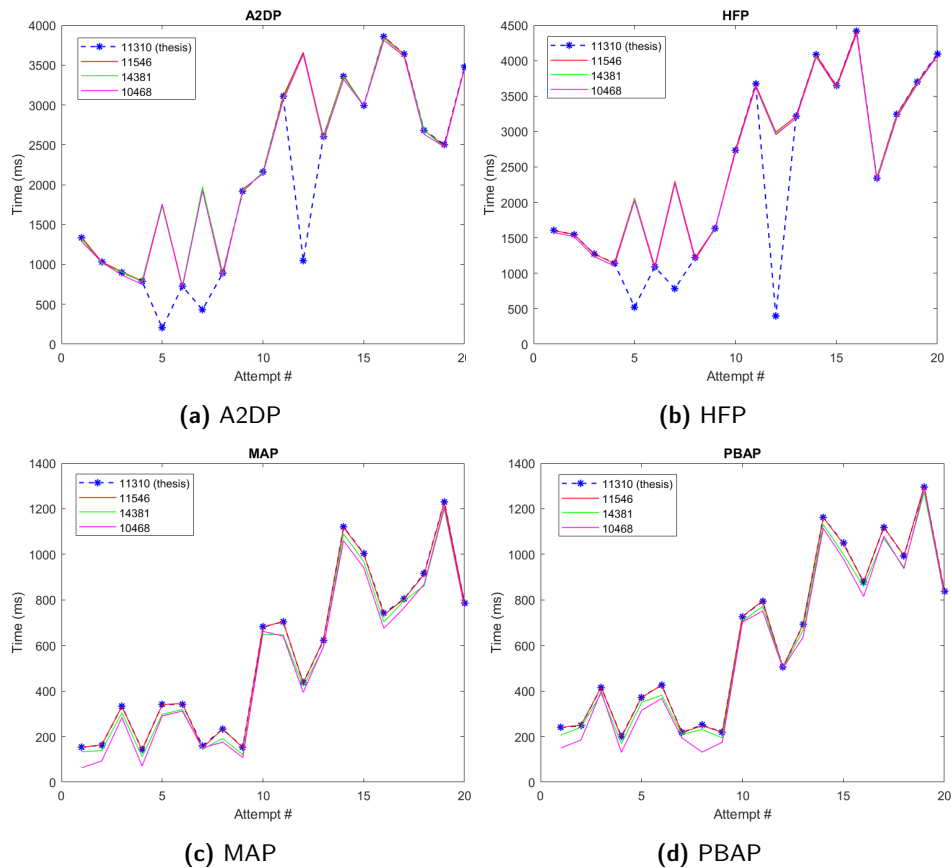 A2DP
4000
3500
3000
2500
2000
1500
1000
500
0
Time (ms)
11310 (thesis)
11546
14381
10468
0 5 10 15 20
Attempt #
(a) A2DP
HFP
4500
4000
3500
3000
2500
2000
1500
1000
500
0
Time (ms)
11310 (thesis)
11546
14381
10468
0 5 10 15 20
Attempt #
(b) HFP
MAP
1400
1200
1000
800
600
400
200
0
Time (ms)
11310 (thesis)
11546
14381
10468
0 5 10 15 20
Attempt #
(c) MAP
PBAP
1400
1200
1000
800
600
400
200
0
Time (ms)
11310 (thesis)
11546
14381
10468
0 5 10 15 20
Attempt #
(d) PBAP